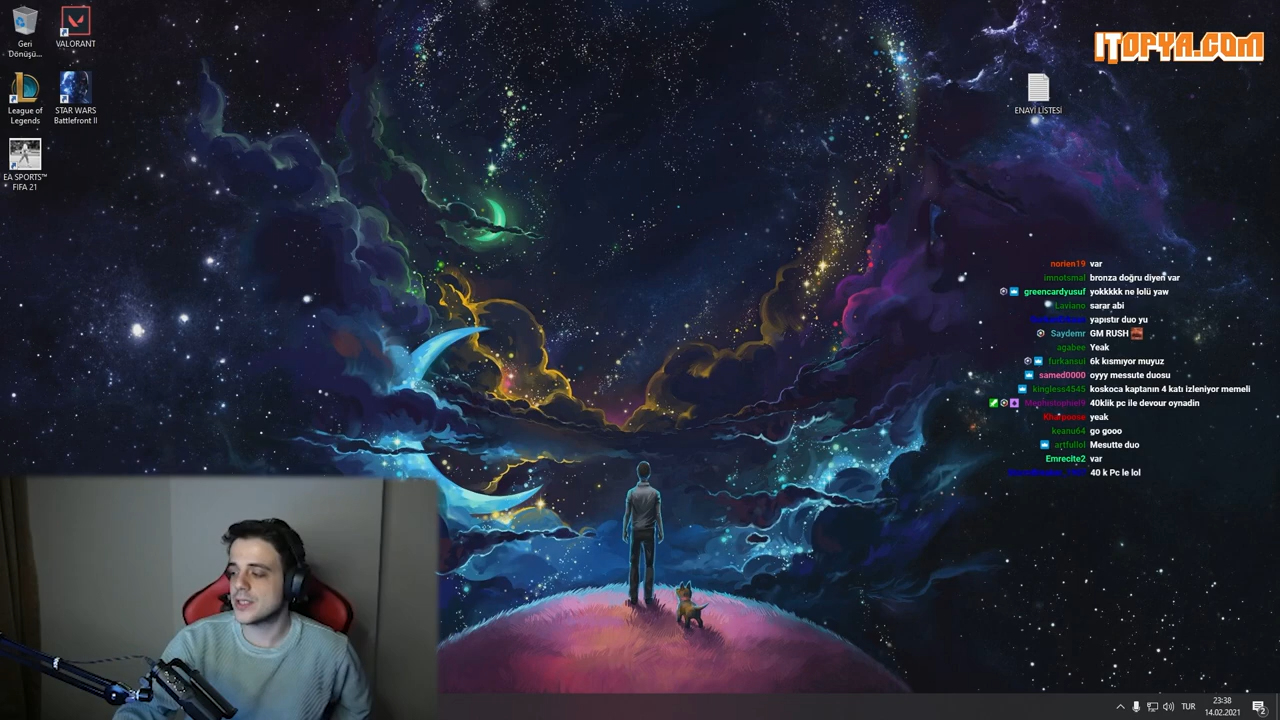 Geri
Dönüşü...
VALORANT
League of
Legends
STAR WARS
Battlefront II
EA SPORTS™
FIFA 21
ITOPYA.COM
ENAYİ LİSTESİ
norien19 var
imnotsmal bronza doğru diyen var
greencardyusuf yokkkkk ne lolü yaw
Laviano sarar abi
yapıştır duo yu
Saydemr GM RUSH
agabee Yeak
furkansul 6k kısmıyor muyuz
samed0000 oyyy messute duosu
kingless4545 koskoca kaptanın 4 katı izleniyor memeli
40klik pc ile devour oynadin
Kharpoose yeak
keanu64 go gooo
artfullol Mesutte duo
Emrecite2 var
40 k Pc le lol
TUR
23:38
14.02.2021
2